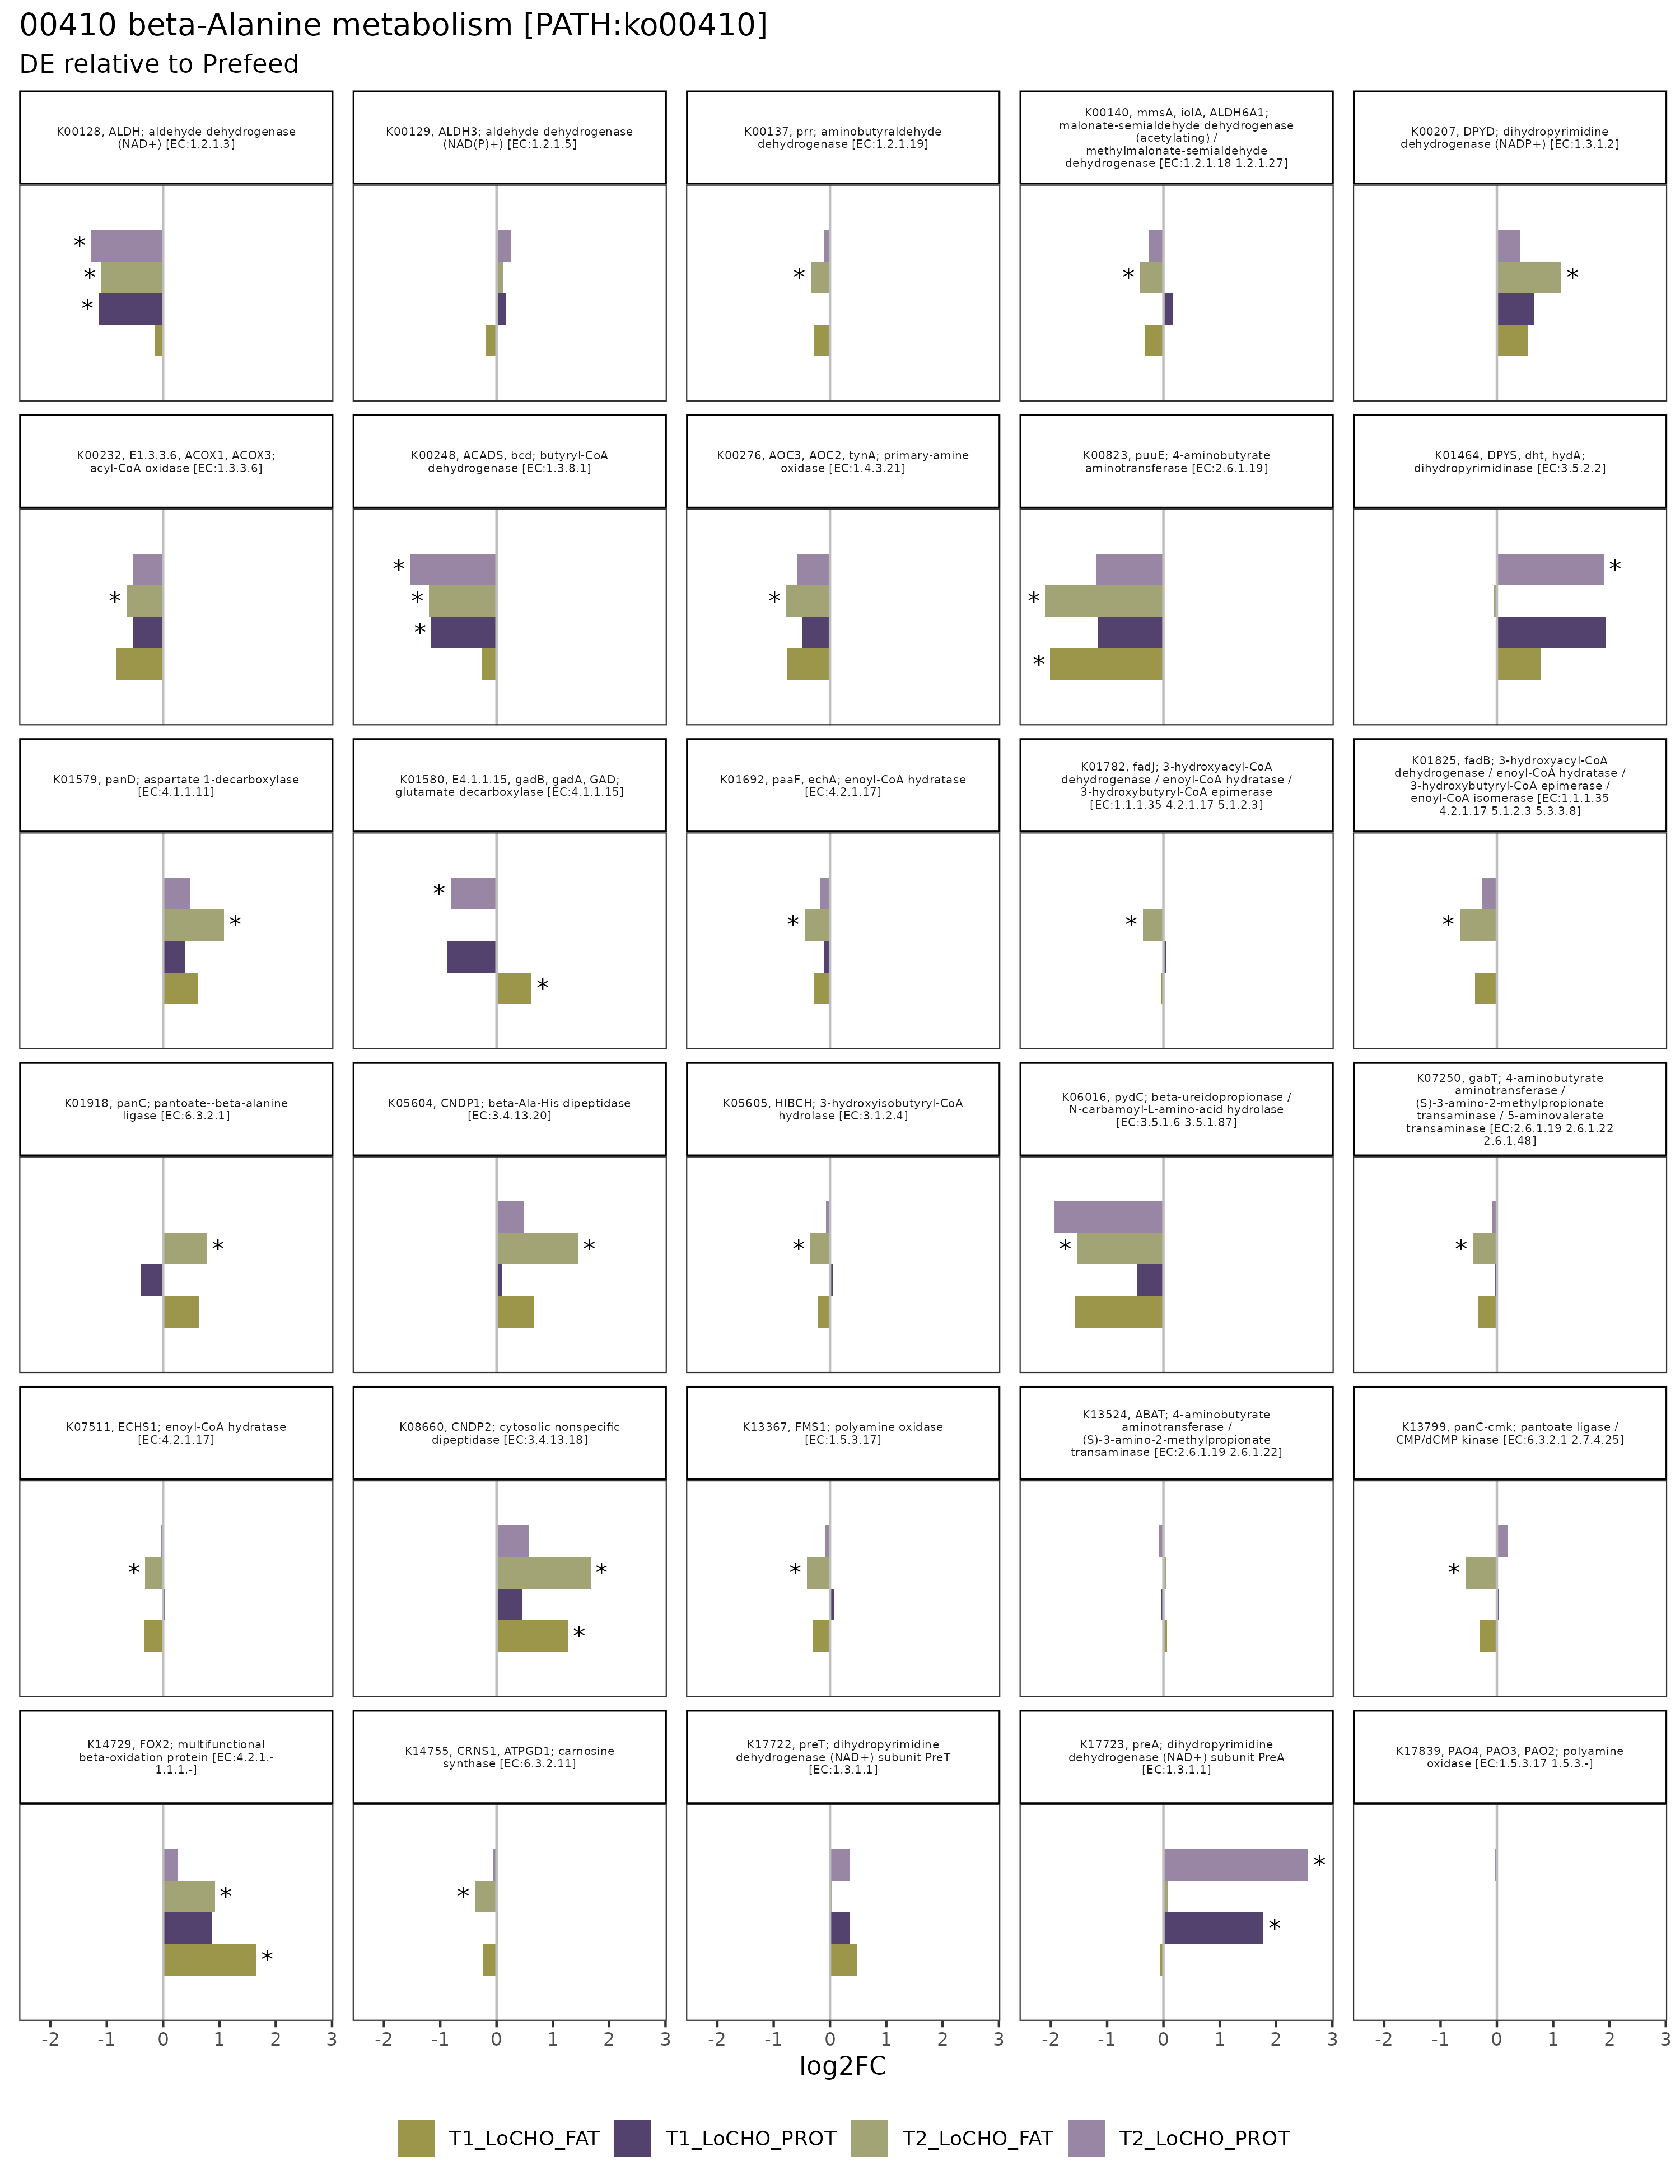 00410 beta-Alanine metabolism [PATH:ko00410]
DE relative to Prefeed
K00128, ALDH; aldehyde dehydrogenase
(NAD+) [EC:1.2.1.3]
K00129, ALDH3; aldehyde dehydrogenase
(NAD(P)+) [EC:1.2.1.5]
K00137, prr; aminobutyraldehyde
dehydrogenase [EC:1.2.1.19]
K00140, mmsA, iolA, ALDH6A1;
malonate-semialdehyde dehydrogenase
(acetylating) /
methylmalonate-semialdehyde
dehydrogenase [EC:1.2.1.18 1.2.1.27]
K00207, DPYD; dihydropyrimidine
dehydrogenase (NADP+) [EC:1.3.1.2]
*
*
*
*
*
*
K00232, E1.3.3.6, ACOX1, ACOX3;
acyl-CoA oxidase [EC:1.3.3.6]
K00248, ACADS, bcd; butyryl-CoA
dehydrogenase [EC:1.3.8.1]
K00276, AOC3, AOC2, tynA; primary-amine
oxidase [EC:1.4.3.21]
K00823, puuE; 4-aminobutyrate
aminotransferase [EC:2.6.1.19]
K01464, DPYS, dht, hydA;
dihydropyrimidinase [EC:3.5.2.2]
*
*
*
*
*
*
*
*
K01579, panD; aspartate 1-decarboxylase
[EC:4.1.1.11]
K01580, E4.1.1.15, gadB, gadA, GAD;
glutamate decarboxylase [EC:4.1.1.15]
K01692, paaF, echA; enoyl-CoA hydratase
[EC:4.2.1.17]
K01782, fadJ; 3-hydroxyacyl-CoA
dehydrogenase / enoyl-CoA hydratase /
3-hydroxybutyryl-CoA epimerase
[EC:1.1.1.35 4.2.1.17 5.1.2.3]
K01825, fadB; 3-hydroxyacyl-CoA
dehydrogenase / enoyl-CoA hydratase /
3-hydroxybutyryl-CoA epimerase /
enoyl-CoA isomerase [EC:1.1.1.35
4.2.1.17 5.1.2.3 5.3.3.8]
*
*
*
*
*
*
K01918, panC; pantoate--beta-alanine
ligase [EC:6.3.2.1]
K05604, CNDP1; beta-Ala-His dipeptidase
[EC:3.4.13.20]
K05605, HIBCH; 3-hydroxyisobutyryl-CoA
hydrolase [EC:3.1.2.4]
K06016, pydC; beta-ureidopropionase /
N-carbamoyl-L-amino-acid hydrolase
[EC:3.5.1.6 3.5.1.87]
K07250, gabT; 4-aminobutyrate
aminotransferase /
(S)-3-amino-2-methylpropionate
transaminase / 5-aminovalerate
transaminase [EC:2.6.1.19 2.6.1.22
2.6.1.48]
*
*
*
*
*
K07511, ECHS1; enoyl-CoA hydratase
[EC:4.2.1.17]
K08660, CNDP2; cytosolic nonspecific
dipeptidase [EC:3.4.13.18]
K13367, FMS1; polyamine oxidase
[EC:1.5.3.17]
K13524, ABAT; 4-aminobutyrate
aminotransferase /
(S)-3-amino-2-methylpropionate
transaminase [EC:2.6.1.19 2.6.1.22]
K13799, panC-cmk; pantoate ligase /
CMP/dCMP kinase [EC:6.3.2.1 2.7.4.25]
*
*
*
*
*
K14729, FOX2; multifunctional
beta-oxidation protein [EC:4.2.1.-
1.1.1.-]
K14755, CRNS1, ATPGD1; carnosine
synthase [EC:6.3.2.11]
K17722, preT; dihydropyrimidine
dehydrogenase (NAD+) subunit PreT
[EC:1.3.1.1]
K17723, preA; dihydropyrimidine
dehydrogenase (NAD+) subunit PreA
[EC:1.3.1.1]
K17839, PAO4, PAO3, PAO2; polyamine
oxidase [EC:1.5.3.17 1.5.3.-]
*
*
*
*
*
-2 -1 0 1 2 3
-2 -1 0 1 2 3
-2 -1 0 1 2 3
-2 -1 0 1 2 3
-2 -1 0 1 2 3
log2FC
T1_LoCHO_FAT T1_LoCHO_PROT T2_LoCHO_FAT T2_LoCHO_PROT